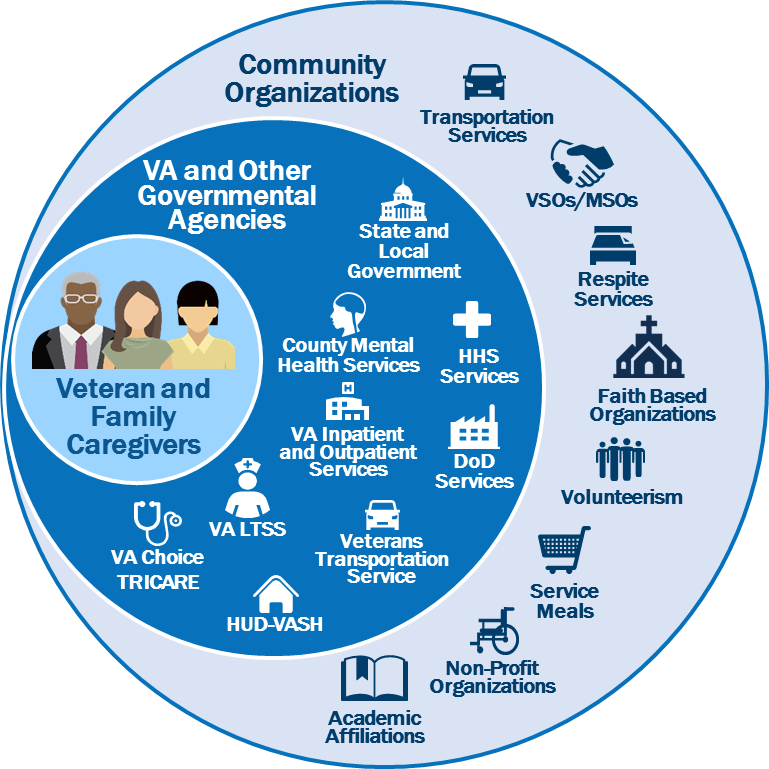 Community
Organizations
Transportation
Services
VSOs/MSOs
Respite
Services
Faith Based
Organizations
Volunteerism
Service
Meals
Non-Profit
Organizations
Academic
Affiliations
VA and Other
Governmental
Agencies
State and
Local
Government
County Mental
Health Services
HHS
Services
H
VA Inpatient
and Outpatient
Services
DoD
Services
VA LTSS
Veterans
Transportation
Service
VA Choice
TRICARE
HUD-VASH
Veteran and
Family
Caregivers